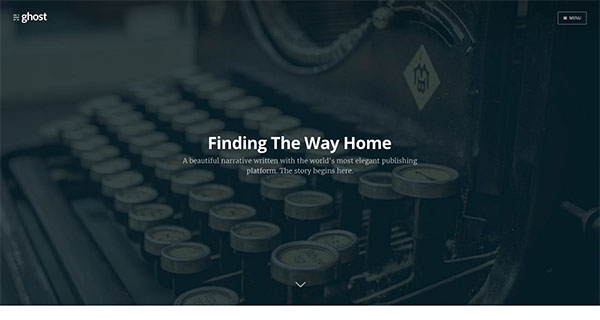 ghost
MENU
Finding The Way Home
A beautiful narrative written with the world's most elegant publishing
platform. The story begins here.